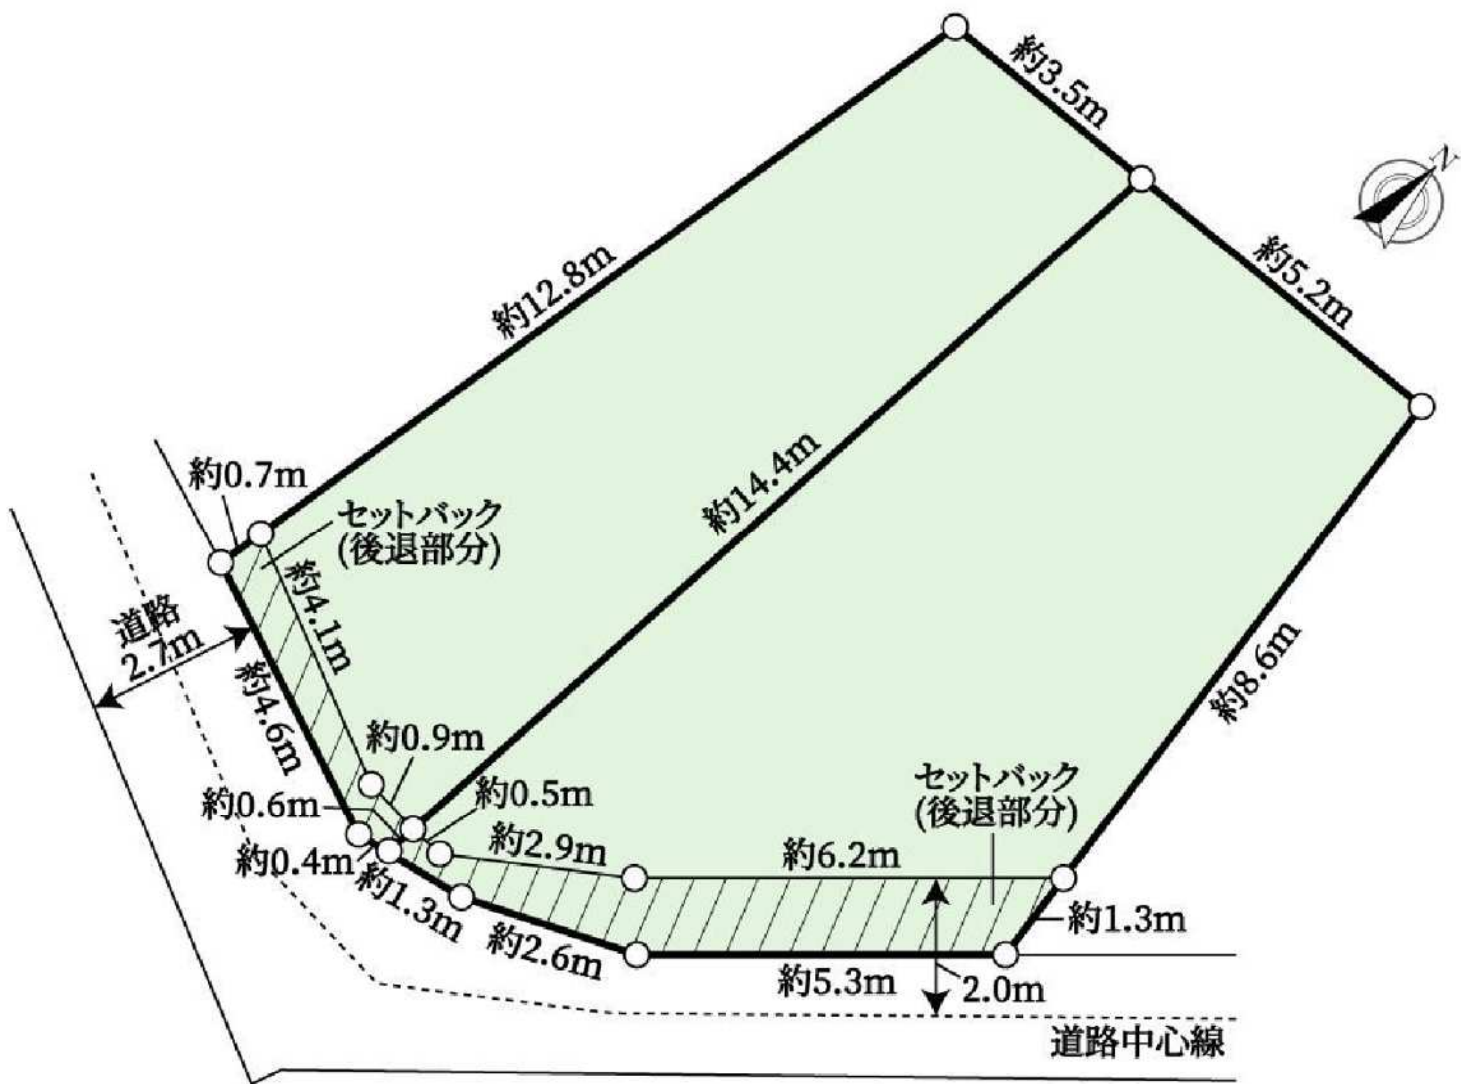 約3.5m
N
約5.2m
約12.8m
約14.4m
約0.7m
セットバック
(後退部分)
約4.1m
道路
2.7m
約4.6m
約8.6m
約0.9m
約0.6m
約0.5m
セットバック
(後退部分)
約0.4m
約2.9m
約6.2m
約1.3m
約1.3m
約2.6m
約5.3m
2.0m
道路中心線